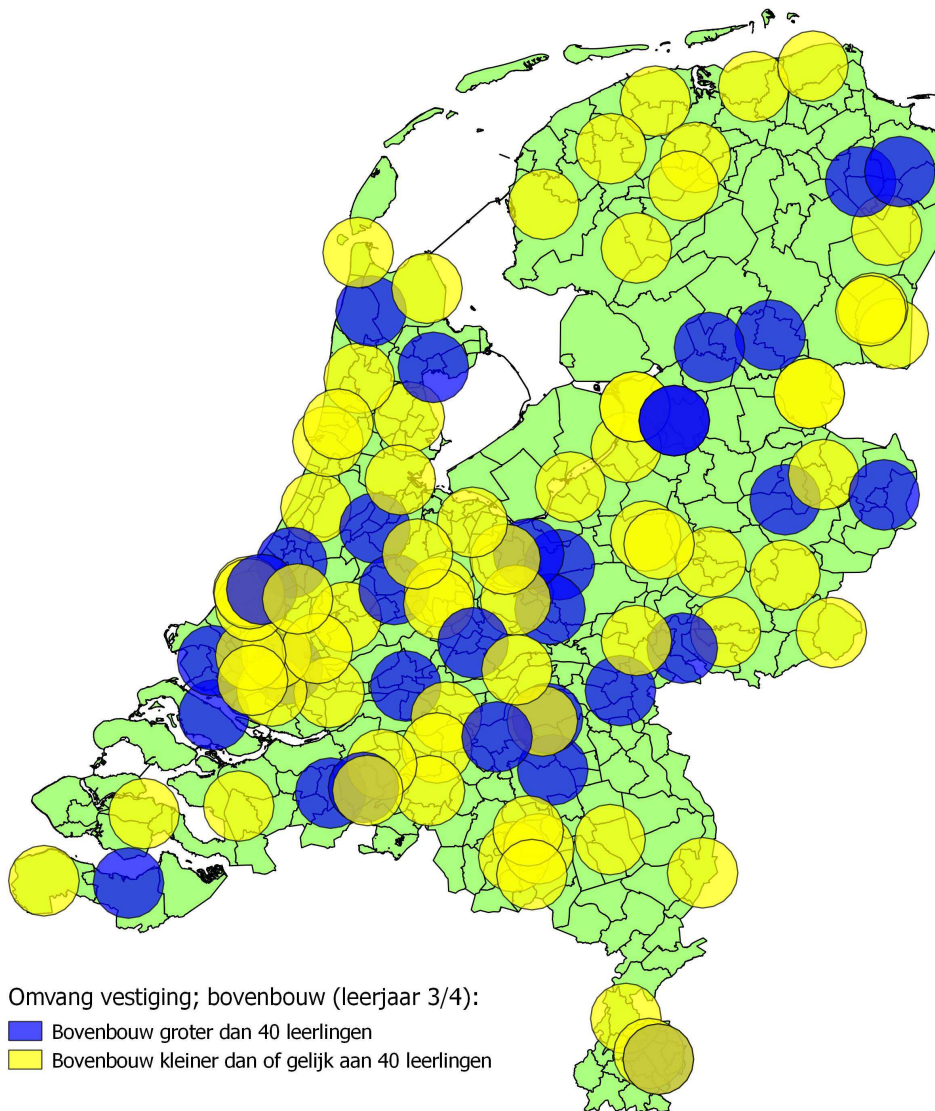 Omvang vestiging; bovenbouw (leerjaar 3/4):
Bovenbouw groter dan 40 leerlingen
Bovenbouw kleiner dan of gelijk aan 40 leerlingen